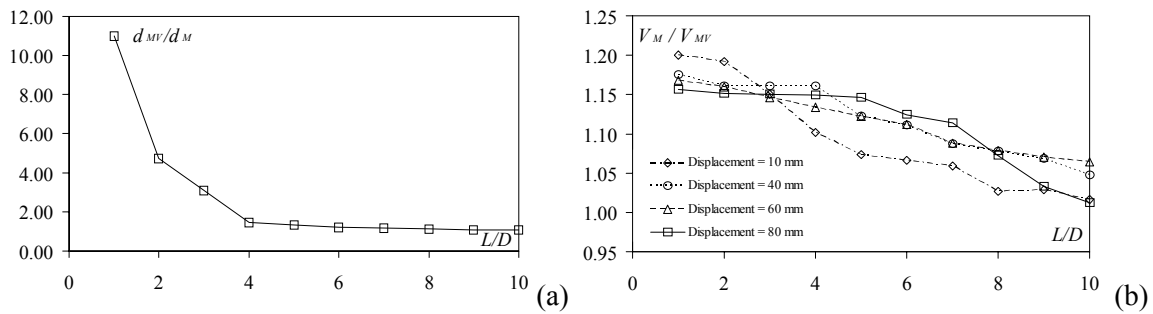 12.00
10.00
8.00
6.00
4.00
2.00
0.00
d MV/d M
L/D
0 2 4 6 8 10
(a)
1.25
1.20
1.15
1.10
1.05
1.00
0.95
V M / V MV
Displacement = 10 mm
Displacement = 40 mm
Displacement = 60 mm
Displacement = 80 mm
L/D
0 2 4 6 8 10
(b)